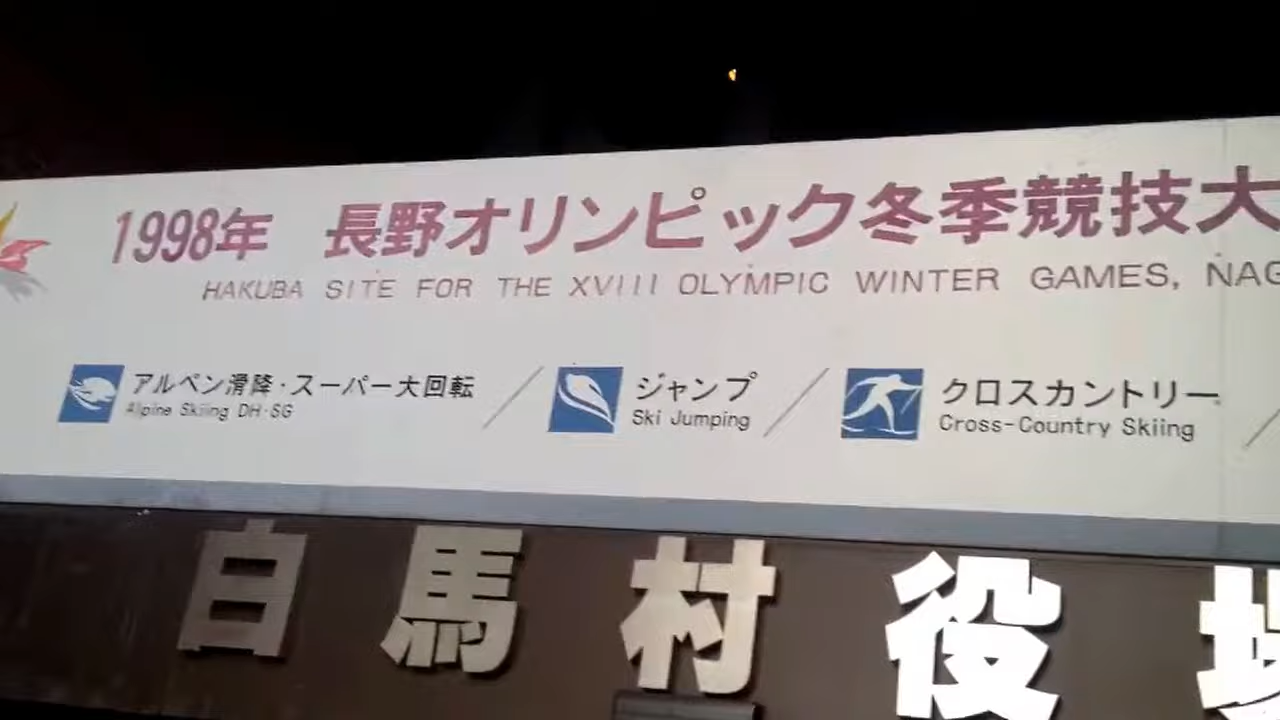 1998年 長野オリンピック冬季競技大
HAKUBA SITE FOR THE XVIII OLYMPIC WINTER GAMES, NAG
アルペン滑降・スーパー大回転
Alpine Skiing DH·SG
ジャンプ
Ski Jumping
クロスカントリー
Cross-Country Skiing
白馬村役場